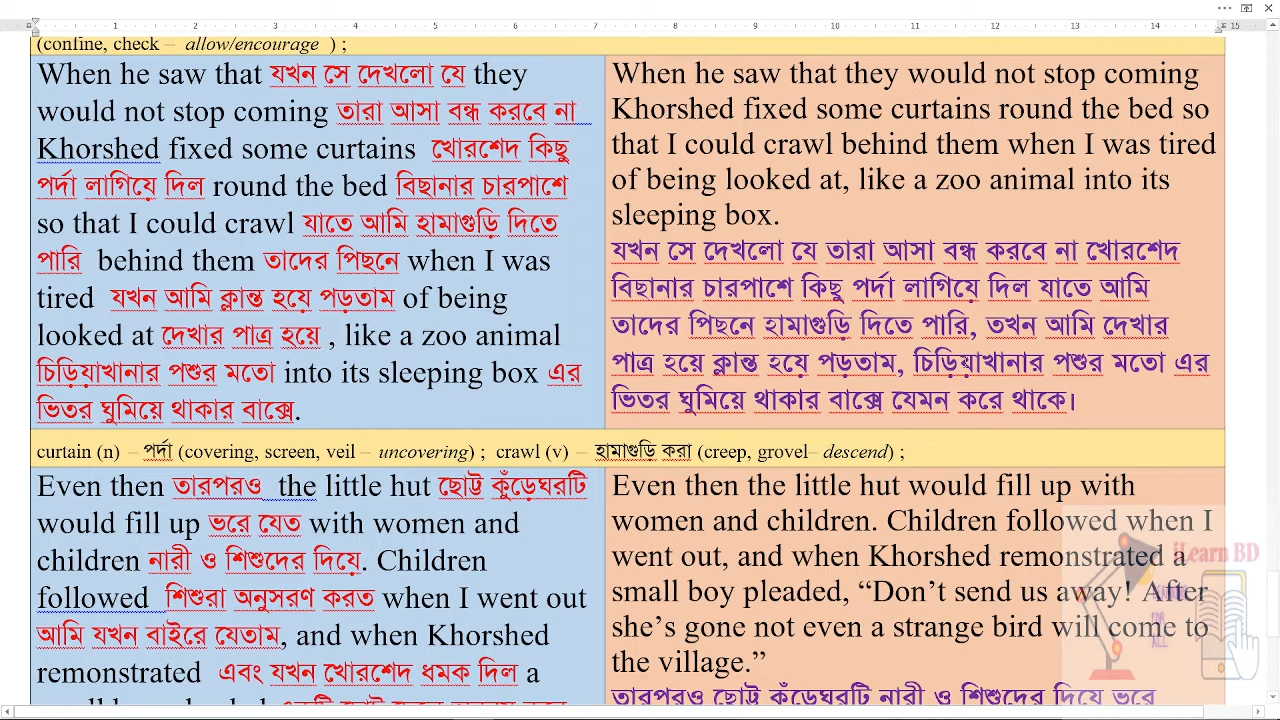 (confine, check – allow/encourage ) ;
When he saw that যখন সে দেখলো যে they
would not stop coming তারা আসা বন্ধ করবে না
Khorshed fixed some curtains খোরশেদ কিছু
পর্দা লাগিয়ে দিল round the bed বিছানার চারপাশে
so that I could crawl যাতে আমি হামাগুড়ি দিতে
পারি behind them তাদের পিছনে when I was
tired যখন আমি ক্লান্ত হয়ে পড়তাম of being
looked at দেখার পাত্র হয়ে , like a zoo animal
চিড়িয়াখানার পশুর মতো into its sleeping box এর
ভিতর ঘুমিয়ে থাকার বাক্সে.
When he saw that they would not stop coming
Khorshed fixed some curtains round the bed so
that I could crawl behind them when I was tired
of being looked at, like a zoo animal into its
sleeping box.
যখন সে দেখলো যে তারা আসা বন্ধ করবে না খোরশেদ
বিছানার চারপাশে কিছু পর্দা লাগিয়ে দিল যাতে আমি
তাদের পিছনে হামাগুড়ি দিতে পারি, তখন আমি দেখার
পাত্র হয়ে ক্লান্ত হয়ে পড়তাম, চিড়িয়াখানার পশুর মতো এর
ভিতর ঘুমিয়ে থাকার বাক্সে যেমন করে থাকে।
curtain (n) – পর্দা (covering, screen, veil – uncovering) ; crawl (v) – হামাগুড়ি করা (creep, grovel– descend) ;
Even then তারপরও the little hut ছোট্ট কুঁড়েঘরটি
would fill up ভরে যেত with women and
children নারী ও শিশুদের দিয়ে. Children
followed শিশুরা অনুসরণ করত when I went out
আমি যখন বাইরে যেতাম, and when Khorshed
remonstrated এবং যখন খোরশেদ ধমক দিল a
Even then the little hut would fill up with
women and children. Children followed when I
went out, and when Khorshed remonstrated a
small boy pleaded, “Don’t send us away! After
she’s gone not even a strange bird will come to
the village.”
তারপরও ছোট্ট কুঁড়েঘরটি নারী ও শিশুদের দিয়ে ভরে
iLearn BD